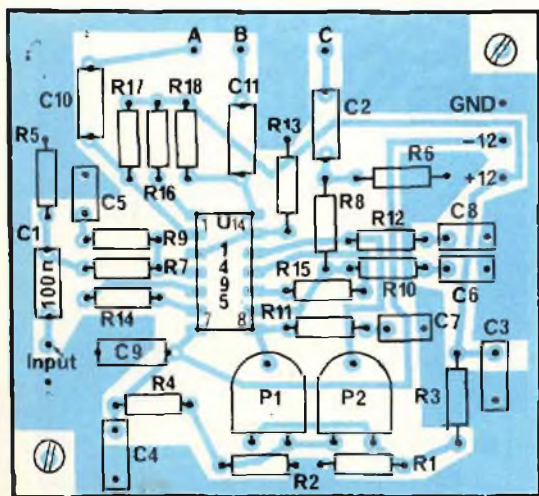 A B C
R17 R18 C11 C2
C10 GND
R13
R5 -12
R16 R6
C5 +12
1 U 14 R8
C1 R9 R12 C8
1
100n R7 4 R15
9 R10 C6
R14 5 R11 C7
7 8 C3
Input C9
R4 P1 P2 R3
C4 R2 R1